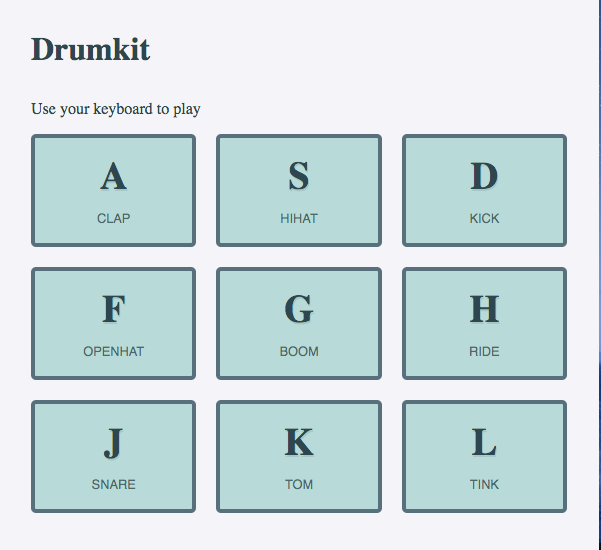 Drumkit
Use your keyboard to play
A
CLAP
S
HIHAT
D
KICK
F
OPENHAT
G
BOOM
H
RIDE
J
SNARE
K
TOM
L
TINK